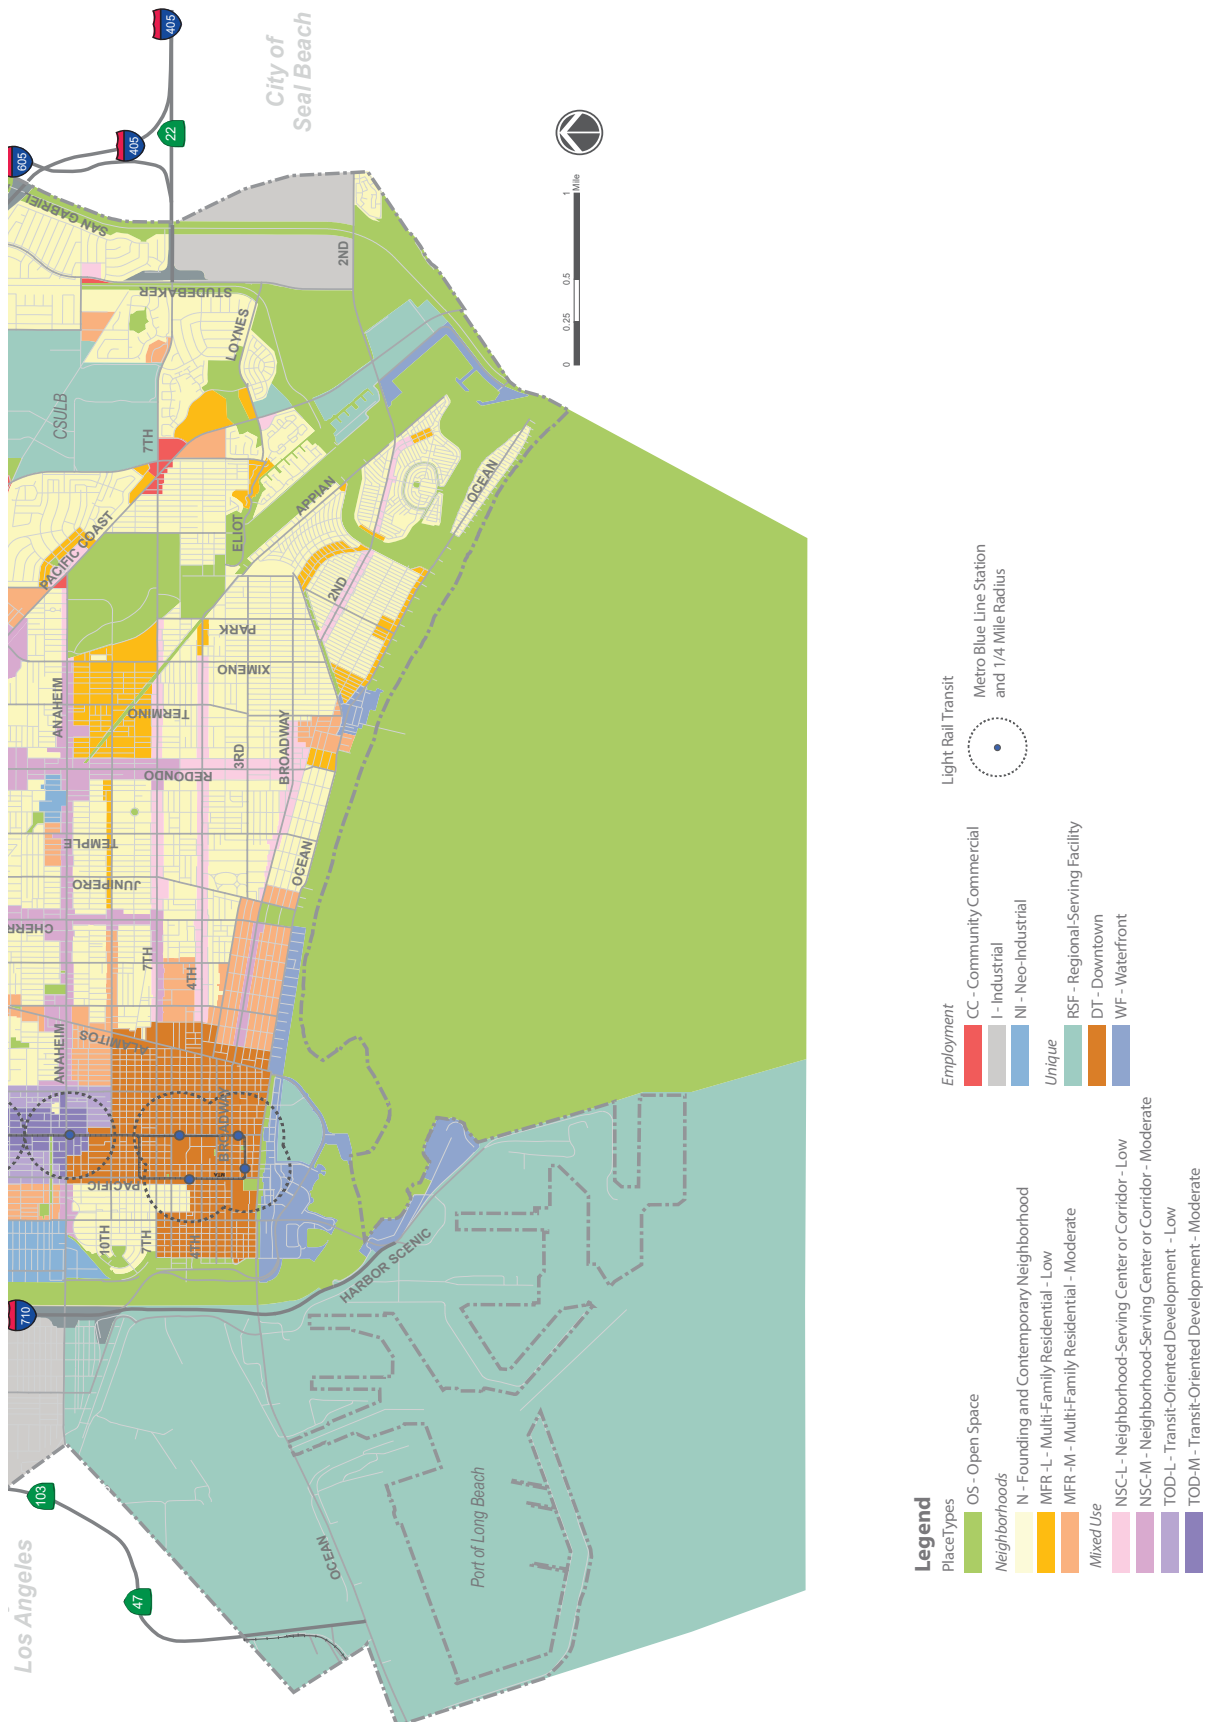 Los Angeles
City of
Seal Beach
103
47
710
605
405
405
22
SAN GABRIEL
STUDEBAKER
LOYNES
2ND
CSULB
7TH
PACIFIC COAST
ELIOT
APPIAN
OCEAN
2ND
PARK
XIMENO
ANAHEIM
TERMINO
REDONDO
3RD
BROADWAY
TEMPLE
JUNIPERO
OCEAN
7TH
4TH
ANAHEIM
ALAMITOS
BROADWAY
PACIFIC
10TH
7TH
4TH
HARBOR SCENIC
OCEAN
Port of Long Beach
0 0.25 0.5 1
Mile
Legend
PlaceTypes
OS - Open Space
Neighborhoods
N - Founding and Contemporary Neighborhood
MFR -L - Multi-Family Residential - Low
MFR -M - Multi-Family Residential - Moderate
Mixed Use
NSC-L - Neighborhood-Serving Center or Corridor - Low
NSC-M - Neighborhood-Serving Center or Corridor - Moderate
TOD-L - Transit-Oriented Development - Low
TOD-M - Transit-Oriented Development - Moderate
Employment
CC - Community Commercial
I - Industrial
NI - Neo-Industrial
Unique
RSF - Regional-Serving Facility
DT - Downtown
WF - Waterfront
Light Rail Transit
Metro Blue Line Station
and 1/4 Mile Radius